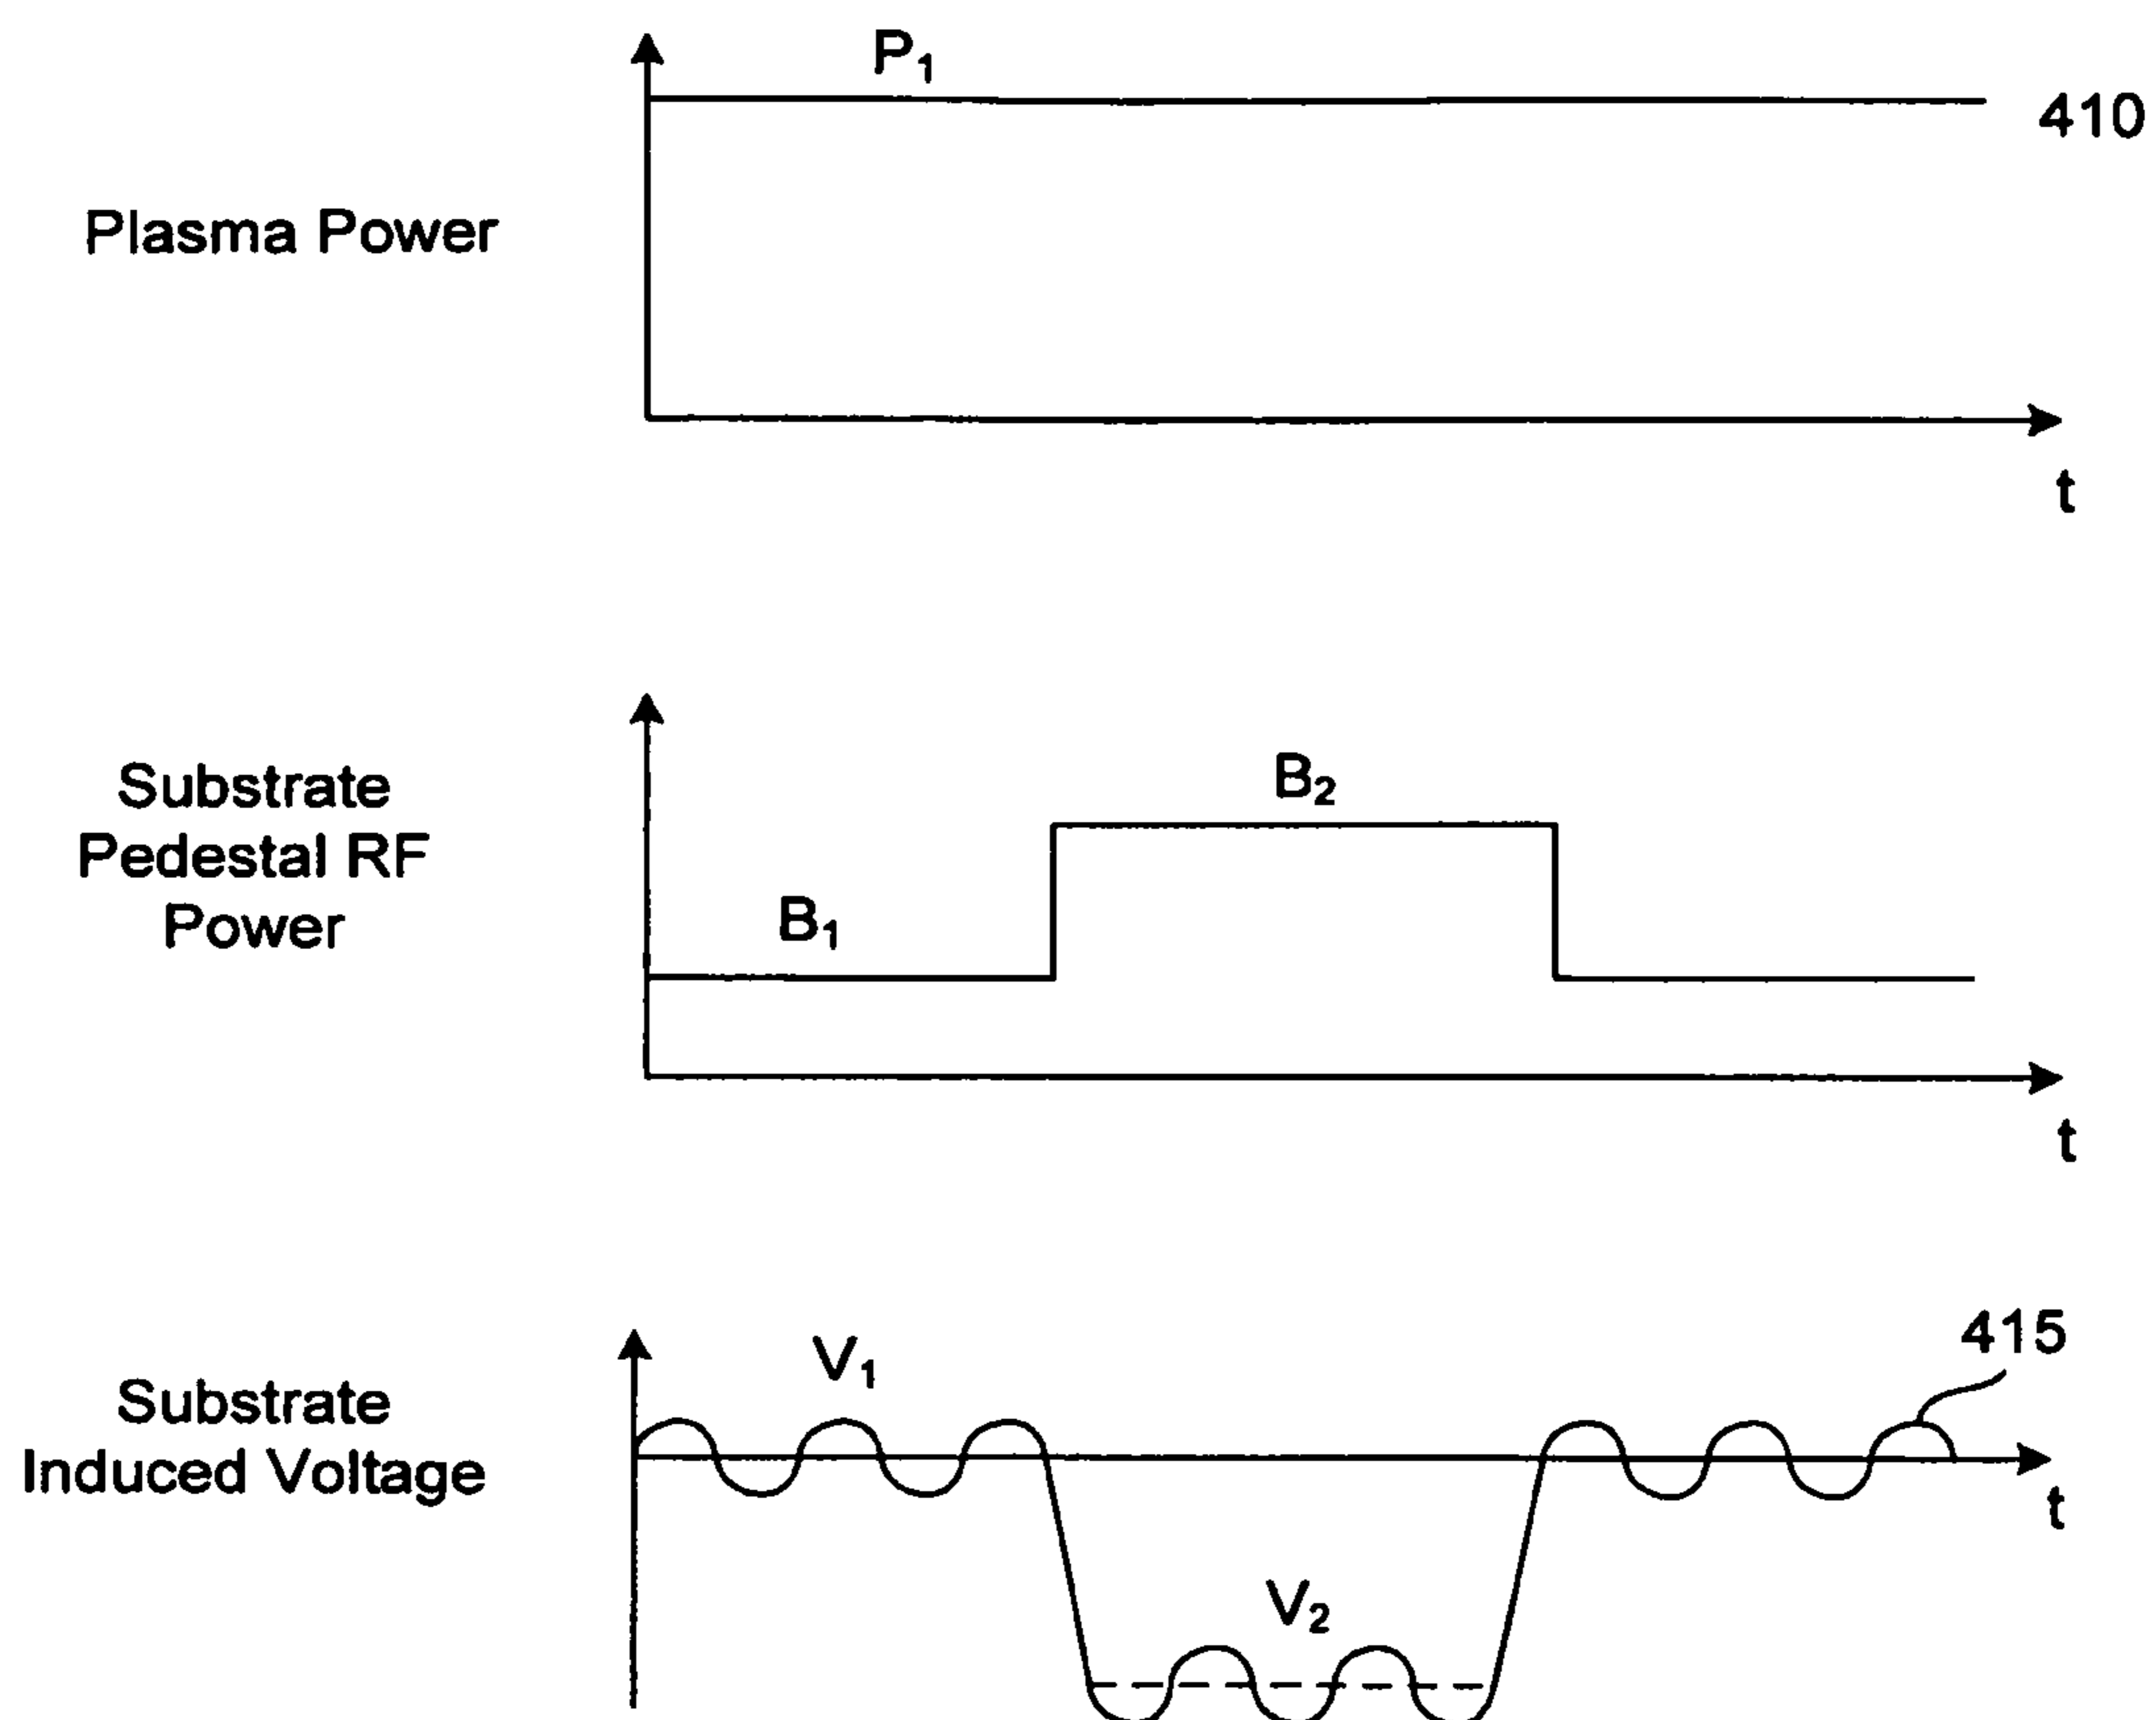 P₁
410
Plasma Power
t
Substrate
Pedestal RF
Power
B₂
B₁
t
415
V₁
Substrate
Induced Voltage
t
V₂